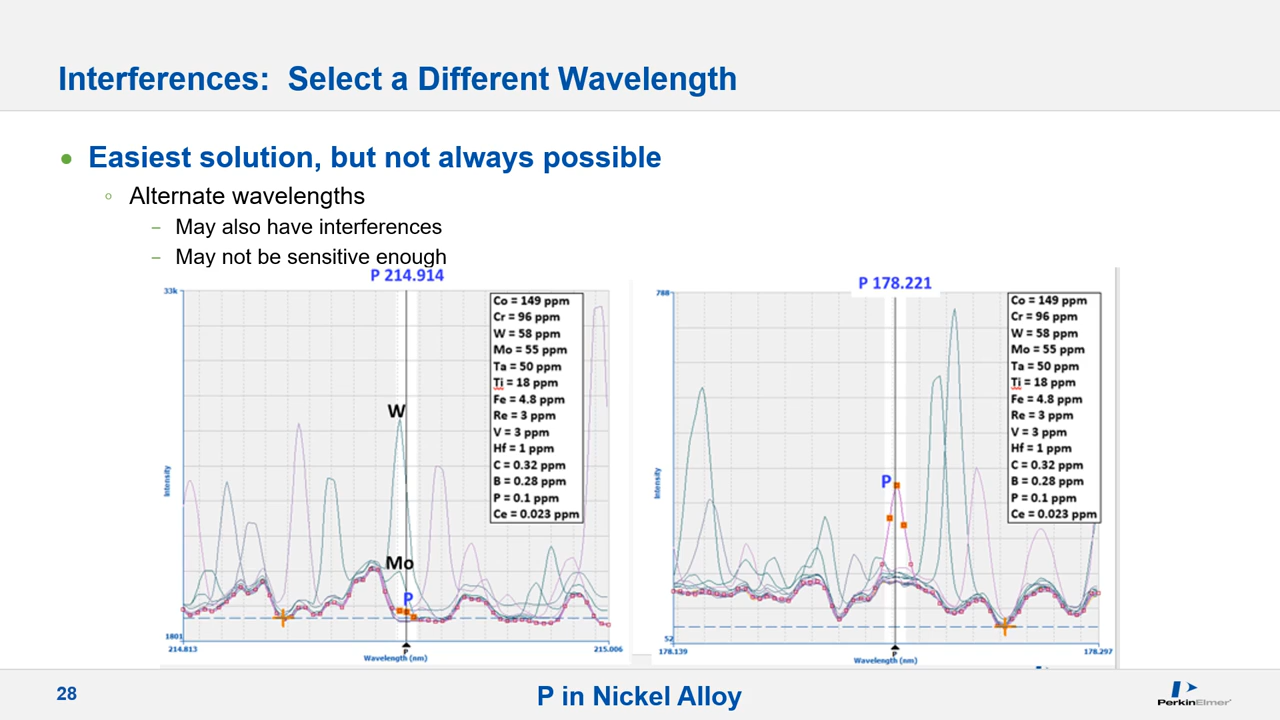 Interferences:  Select a Different Wavelength
Easiest solution, but not always possible
Alternate wavelengths
May also have interferences
May not be sensitive enough
P 214.914
33k
Co = 149 ppm
Cr = 96 ppm
W = 58 ppm
Mo = 55 ppm
Ta = 50 ppm
Ti = 18 ppm
Fe = 4.8 ppm
Re = 3 ppm
V = 3 ppm
Hf = 1 ppm
C = 0.32 ppm
B = 0.28 ppm
P = 0.1 ppm
Ce = 0.023 ppm
W
Mo
P
Intensity
1801
214.813
P
215.006
Wavelength (nm)
P 178.221
788
Co = 149 ppm
Cr = 96 ppm
W = 58 ppm
Mo = 55 ppm
Ta = 50 ppm
Ti = 18 ppm
Fe = 4.8 ppm
Re = 3 ppm
V = 3 ppm
Hf = 1 ppm
C = 0.32 ppm
B = 0.28 ppm
P = 0.1 ppm
Ce = 0.023 ppm
P
Intensity
52
178.139
P
178.297
Wavelength (nm)
28
P in Nickel Alloy
PerkinElmer